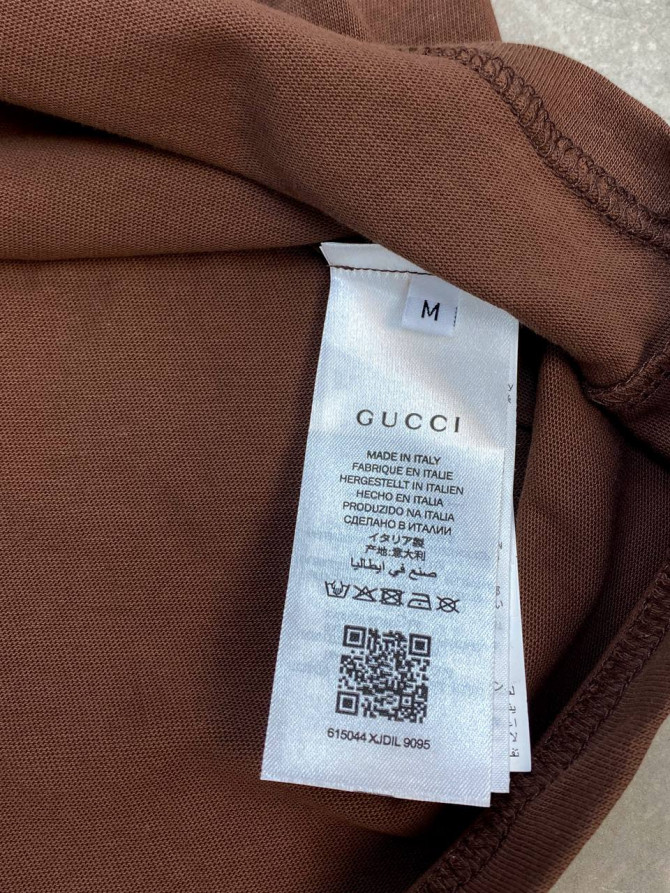 M
GUCCI
MADE IN ITALY
FABRIQUE EN ITALIE
HERGESTELLT IN ITALIEN
HECHO EN ITALIA
PRODUZIDO NA ITALIA
СДЕЛАНО В ИТАЛИИ
イタリア製
产地:意大利
صنع في ايطاليا
615044 XJDIL 9095